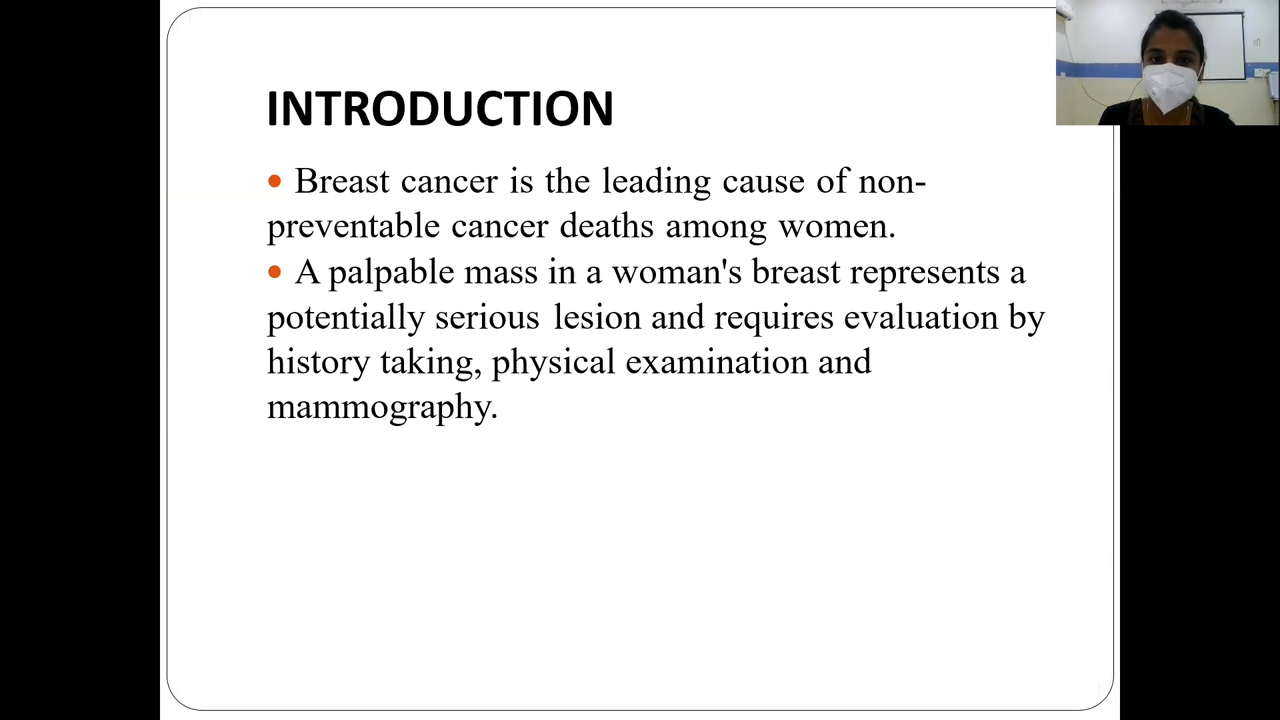 INTRODUCTION
• Breast cancer is the leading cause of non-
preventable cancer deaths among women.
• A palpable mass in a woman's breast represents a
potentially serious lesion and requires evaluation by
history taking, physical examination and
mammography.